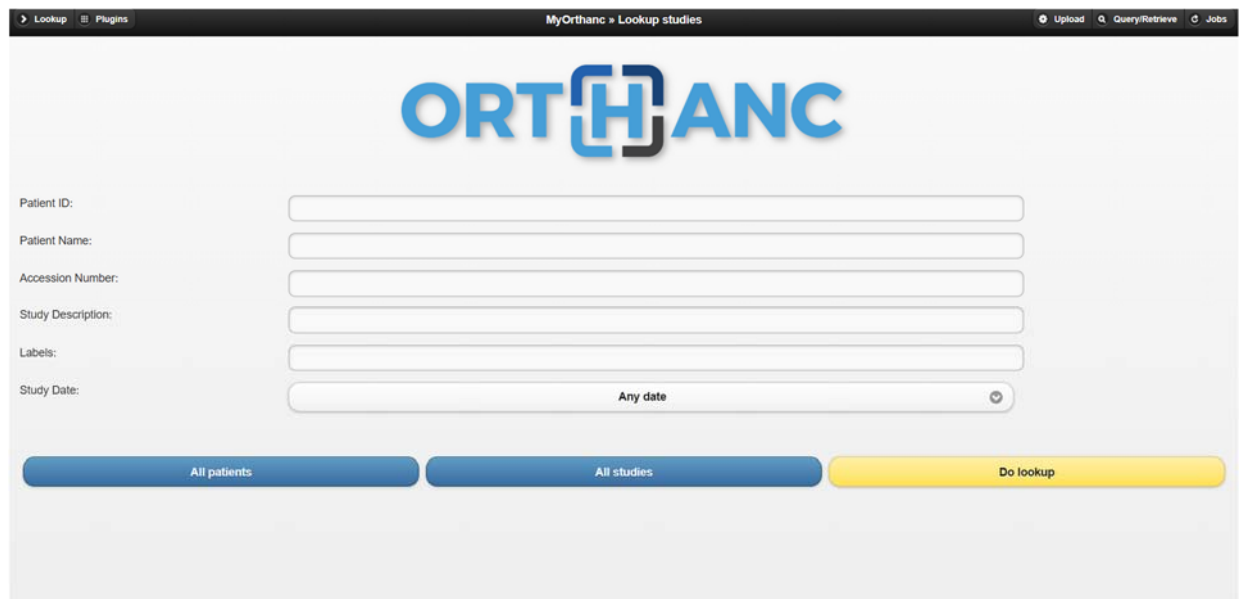 Lookup Plugins MyOrthanc » Lookup studies Upload Query/Retrieve Jobs
ORTHANC
Patient ID:
Patient Name:
Accession Number:
Study Description:
Labels:
Study Date: Any date
All patients All studies Do lookup